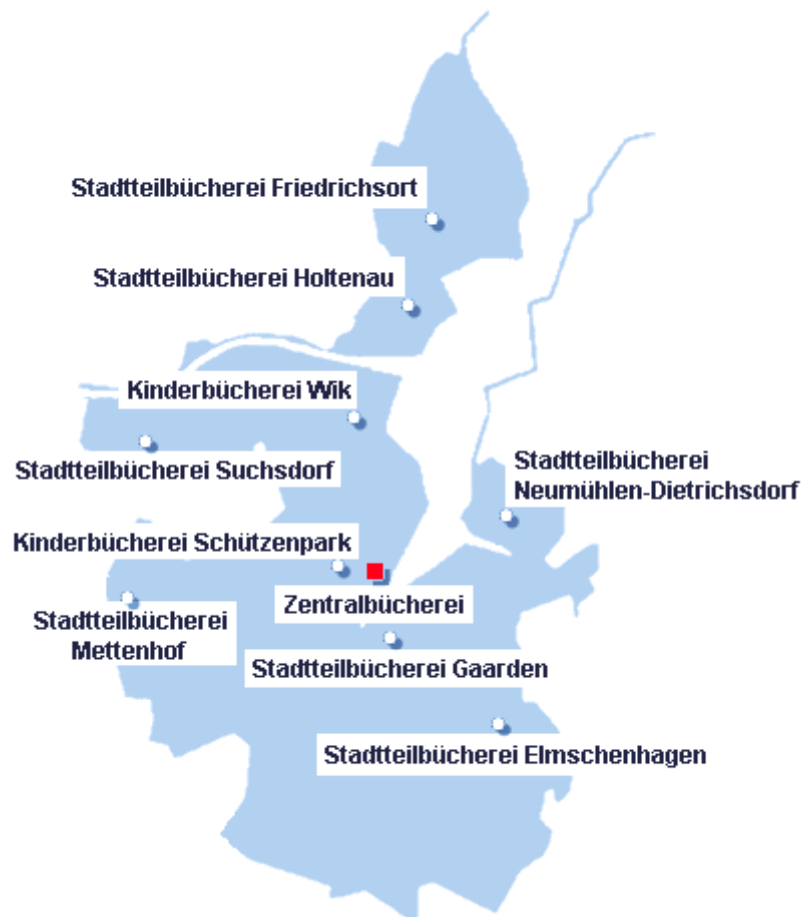 Stadtteilbücherei Friedrichsort
Stadtteilbücherei Holtenau
Kinderbücherei Wik
Stadtteilbücherei Suchsdorf
Stadtteilbücherei
Neumühlen-Dietrichsdorf
Kinderbücherei Schützenpark
Zentralbücherei
Stadtteilbücherei
Mettenhof
Stadtteilbücherei Gaarden
Stadtteilbücherei Elmschenhagen